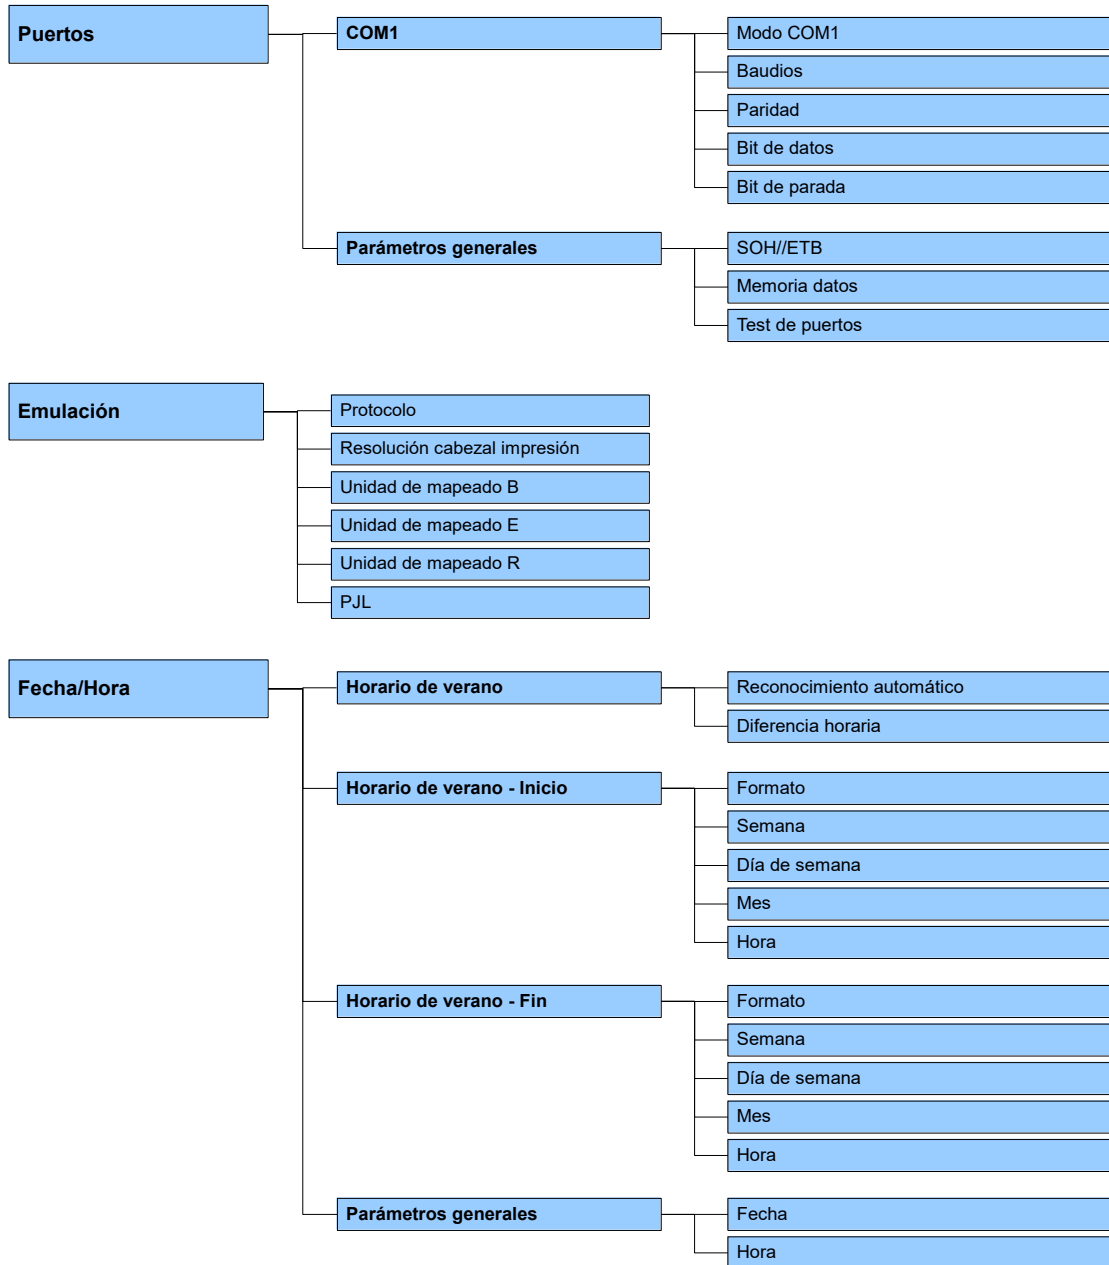 Puertos
COM1
Modo COM1
Baudios
Paridad
Bit de datos
Bit de parada
Parámetros generales
SOH//ETB
Memoria datos
Test de puertos
Emulación
Protocolo
Resolución cabezal impresión
Unidad de mapeado B
Unidad de mapeado E
Unidad de mapeado R
PJL
Fecha/Hora
Horario de verano
Reconocimiento automático
Diferencia horaria
Horario de verano - Inicio
Formato
Semana
Día de semana
Mes
Hora
Horario de verano - Fin
Formato
Semana
Día de semana
Mes
Hora
Parámetros generales
Fecha
Hora